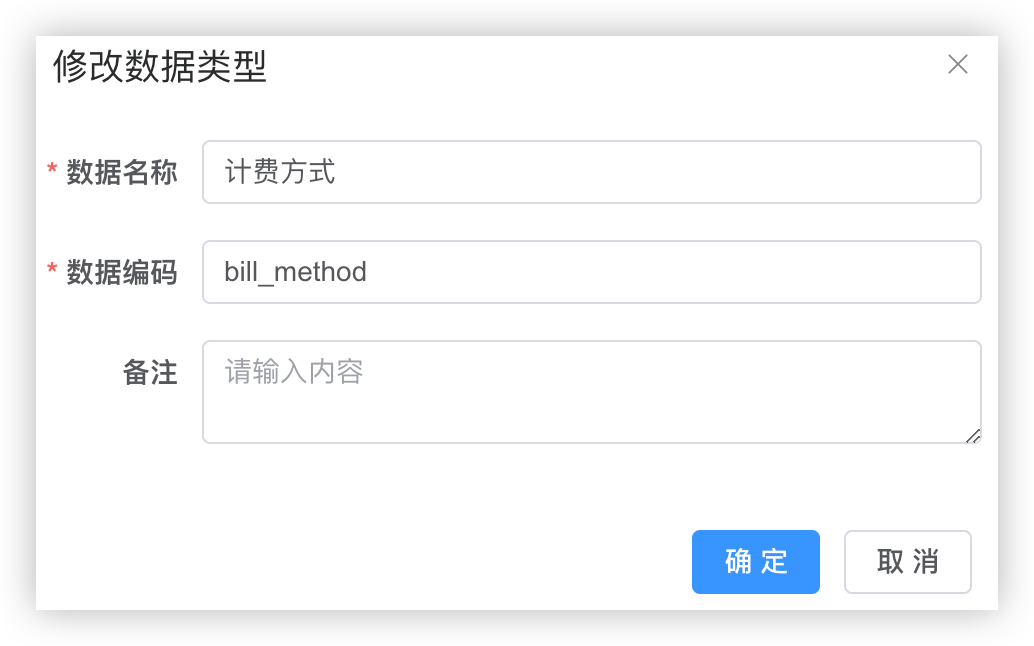 修改数据类型
* 数据名称 计费方式
* 数据编码 bill_method
备注 请输入内容
确 定 取 消